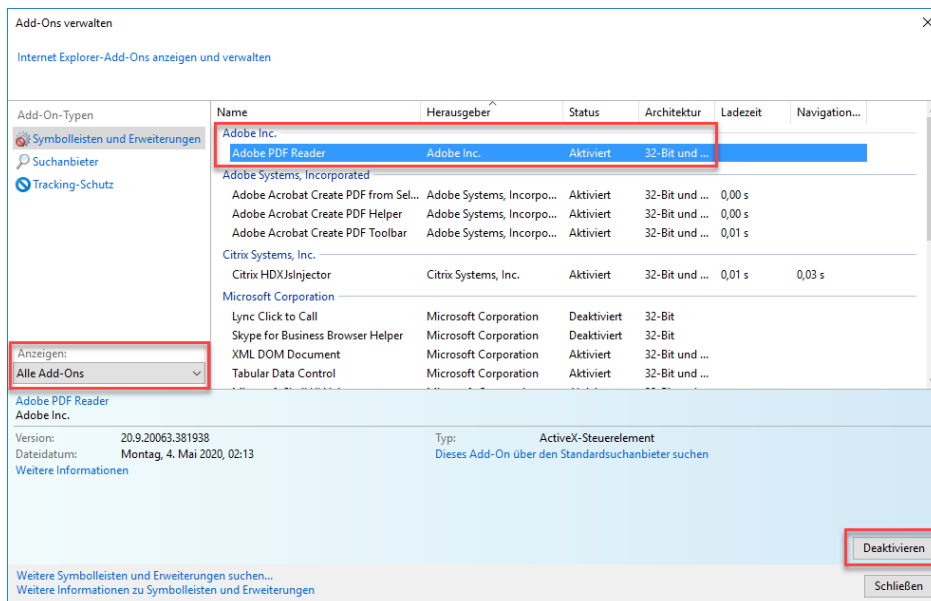 Add-Ons verwalten
Internet Explorer-Add-Ons anzeigen und verwalten
Add-On-Typen
Symbolleisten und Erweiterungen
Suchanbieter
Tracking-Schutz
Anzeigen:
Alle Add-Ons
Name Herausgeber Status Architektur Ladezeit Navigation...
Adobe Inc.
Adobe PDF Reader Adobe Inc. Aktiviert 32-Bit und ...
Adobe Systems, Incorporated
Adobe Acrobat Create PDF from Sel... Adobe Systems, Incorpo... Aktiviert 32-Bit und ... 0,00 s
Adobe Acrobat Create PDF Helper Adobe Systems, Incorpo... Aktiviert 32-Bit und ... 0,00 s
Adobe Acrobat Create PDF Toolbar Adobe Systems, Incorpo... Aktiviert 32-Bit und ... 0,01 s
Citrix Systems, Inc.
Citrix HDXJsInjector Citrix Systems, Inc. Aktiviert 32-Bit und ... 0,01 s 0,03 s
Microsoft Corporation
Lync Click to Call Microsoft Corporation Deaktiviert 32-Bit
Skype for Business Browser Helper Microsoft Corporation Deaktiviert 32-Bit
XML DOM Document Microsoft Corporation Aktiviert 32-Bit und ...
Tabular Data Control Microsoft Corporation Aktiviert 32-Bit und ...
Adobe PDF Reader
Adobe Inc.
Version: 20.9.20063.381938 Typ: ActiveX-Steuerelement
Dateidatum: Montag, 4. Mai 2020, 02:13 Dieses Add-On über den Standardsuchanbieter suchen
Weitere Informationen
Deaktivieren
Weitere Symbolleisten und Erweiterungen suchen...
Weitere Informationen zu Symbolleisten und Erweiterungen
Schließen